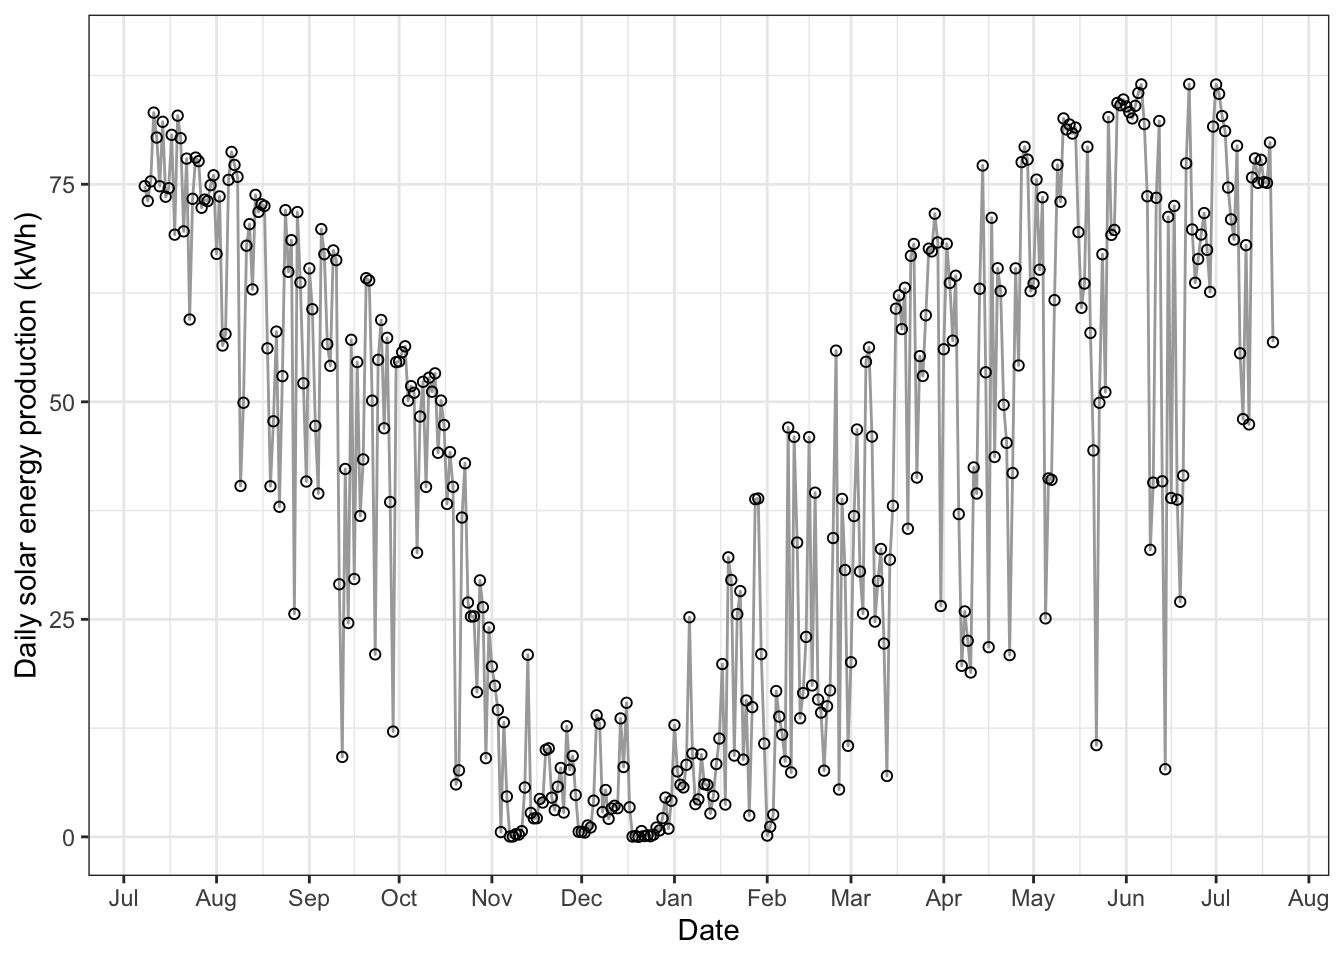 Daily solar energy production (kWh)
75
50
25
0
Jul Aug Sep Oct Nov Dec Jan Feb Mar Apr May Jun Jul Aug
Date